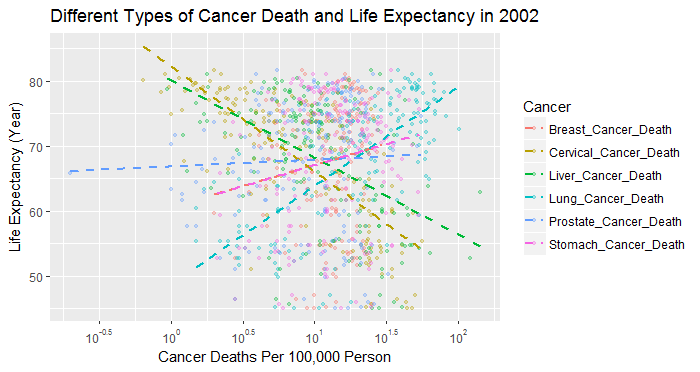 Different Types of Cancer Death and Life Expectancy in 2002
Life Expectancy (Year)
80
70
60
50
10^-0.5
10^0
10^0.5
10^1
10^1.5
10^2
Cancer Deaths Per 100,000 Person
Cancer
Breast_Cancer_Death
Cervical_Cancer_Death
Liver_Cancer_Death
Lung_Cancer_Death
Prostate_Cancer_Death
Stomach_Cancer_Death